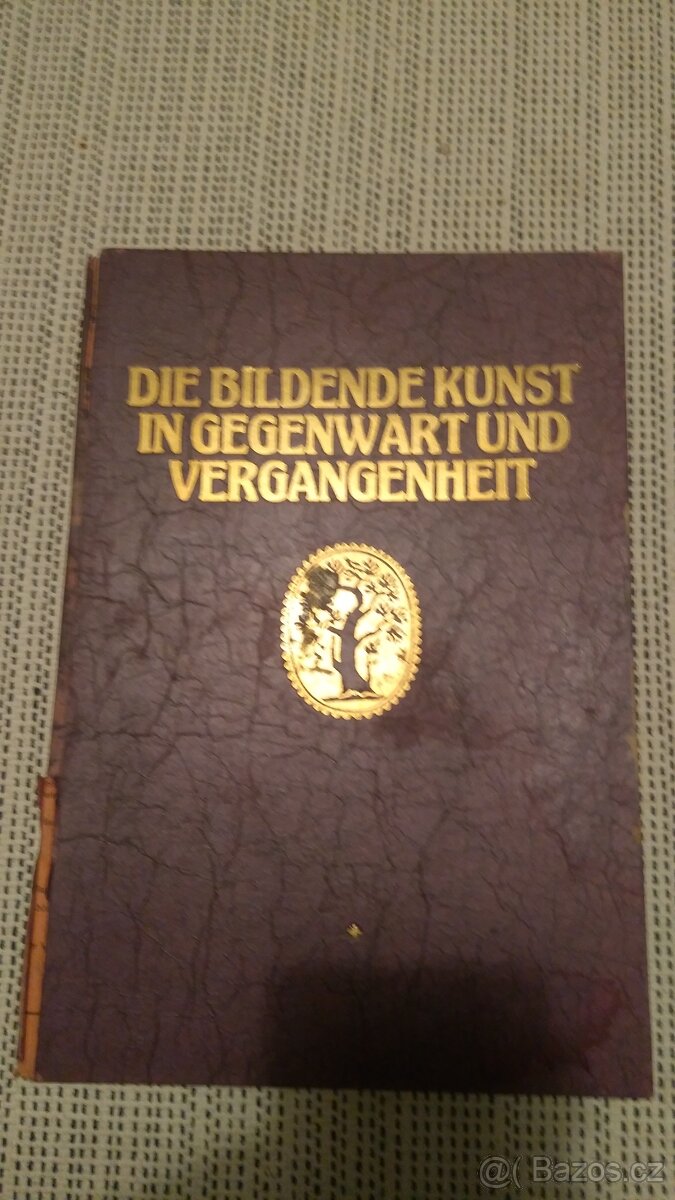 DIE BILDENDE KUNST
IN GEGENWART UND
VERGANGENHEIT
@( Bazos.cz